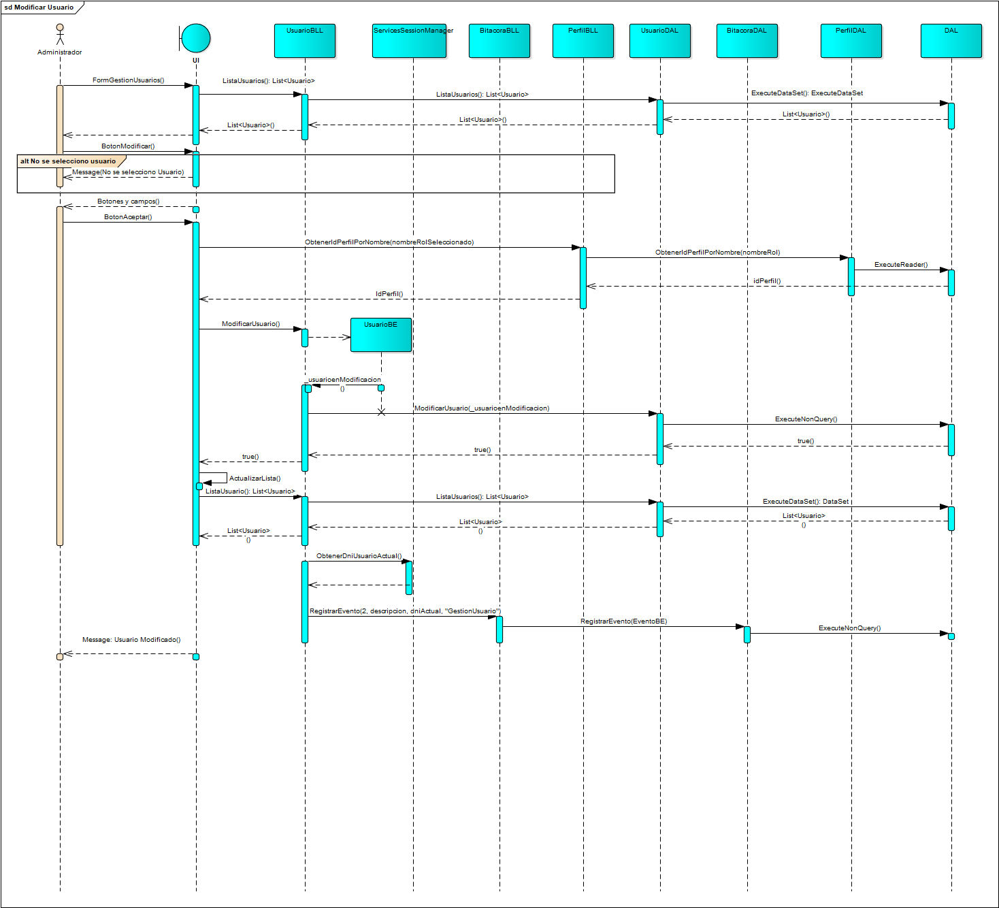 sd Modificar Usuario
Administrador
UI
UsuarioBLL
ServicesSessionManager
BitacoraBLL
PerfilBLL
UsuarioDAL
BitacoraDAL
PerfilDAL
DAL
FormGestionUsuarios()
ListaUsuarios(): List<Usuario>
ListaUsuarios(): List<Usuario>
ExecuteDataSet(): ExecuteDataSet
List<Usuario>()
List<Usuario>()
List<Usuario>()
BotonModificar()
alt No se selecciono usuario
Message(No se selecciono Usuario)
Botones y campos()
BotonAceptar()
ObtenerIdPerfilPorNombre(nombreRolSeleccionado)
ObtenerIdPerfilPorNombre(nombreRol)
ExecuteReader()
idPerfil()
IdPerfil()
ModificarUsuario()
UsuarioBE
_usuarioenModificacion
()
ModificarUsuario(_usuarioenModificacion)
ExecuteNonQuery()
true()
true()
true()
ActualizarLista()
ListaUsuario(): List<Usuario>
ListaUsuarios(): List<Usuario>
ExecuteDataSet(): DataSet
List<Usuario>
()
List<Usuario>
()
List<Usuario>
()
ObtenerDniUsuarioActual()
RegistrarEvento(2, descripcion, dniActual, "GestionUsuario")
RegistrarEvento(EventoBE)
ExecuteNonQuery()
Message: Usuario Modificado()